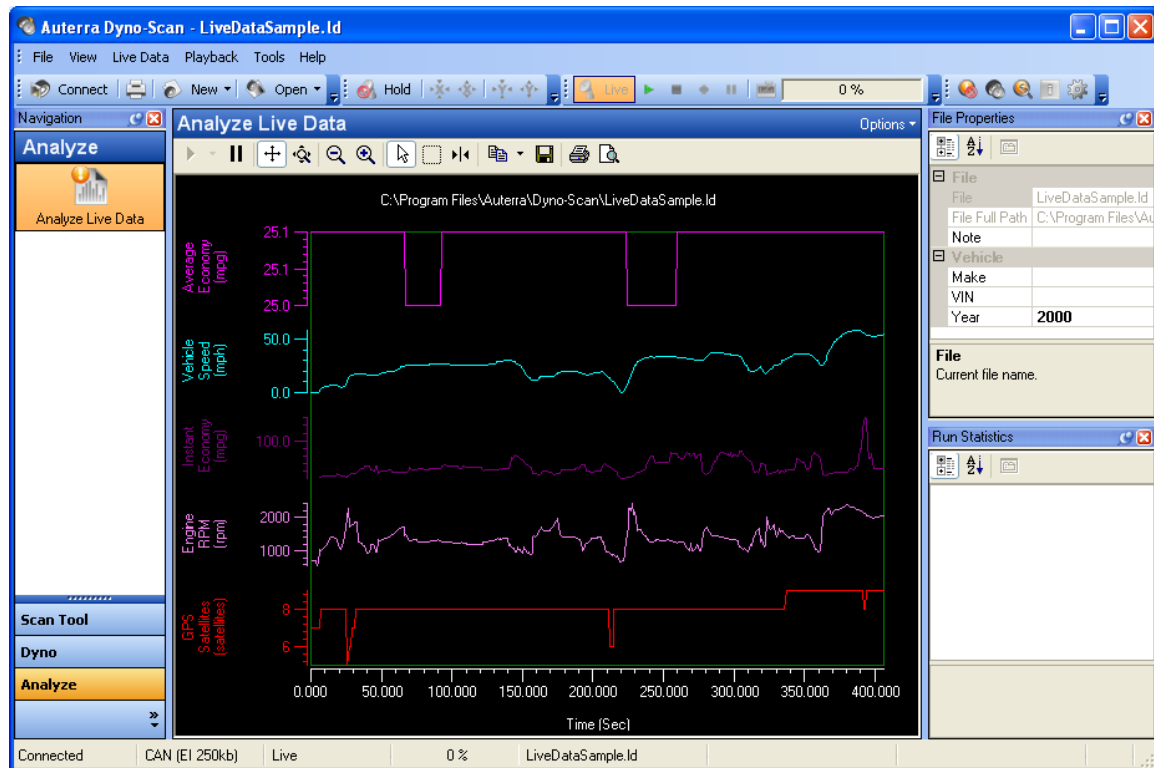 Auterra Dyno-Scan - LiveDataSample.ld
File View Live Data Playback Tools Help
Connect New Open Hold Live 0 %
Navigation
Analyze
Analyze Live Data
Scan Tool
Dyno
Analyze
»
Analyze Live Data Options
C:\Program Files\Auterra\Dyno-Scan\LiveDataSample.ld
Average
Economy
(mpg)
25.1
25.1
25.0
Vehicle
Speed
(mph)
50.0
0.0
Instant
Economy
(mpg)
100.0
Engine
RPM
(rpm)
2000
1000
GPS
Satellites
(satellites)
8
6
0.000 50.000 100.000 150.000 200.000 250.000 300.000 350.000 400.000
Time (Sec)
File Properties
File
File LiveDataSample.ld
File Full Path C:\Program Files\Au
Note
Vehicle
Make
VIN
Year 2000
File
Current file name.
Run Statistics
Connected CAN (EI 250kb) Live 0 % LiveDataSample.ld